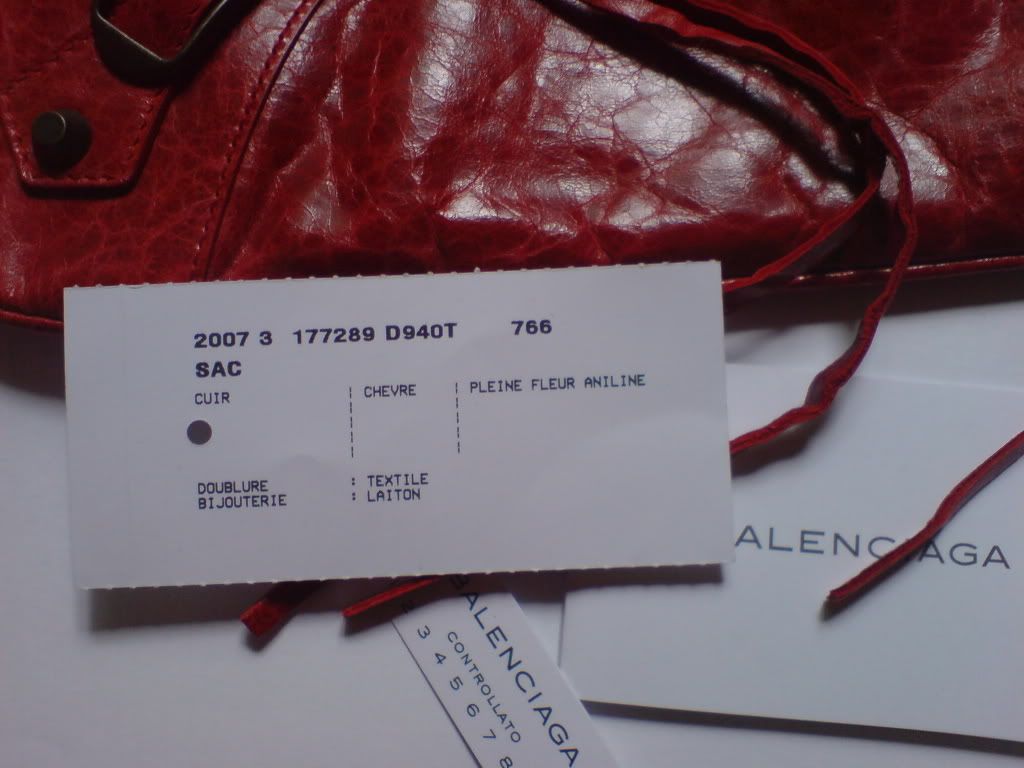 2007 3 177289 D940T 766
SAC
CUIR CHEVRE PLEINE FLEUR ANILINE
DOUBLURE : TEXTILE
BIJOUTERIE : LAITON
BALENCIAGA
BALENCIAGA
CONTROLLATO
2 3 4 5 6 7 8